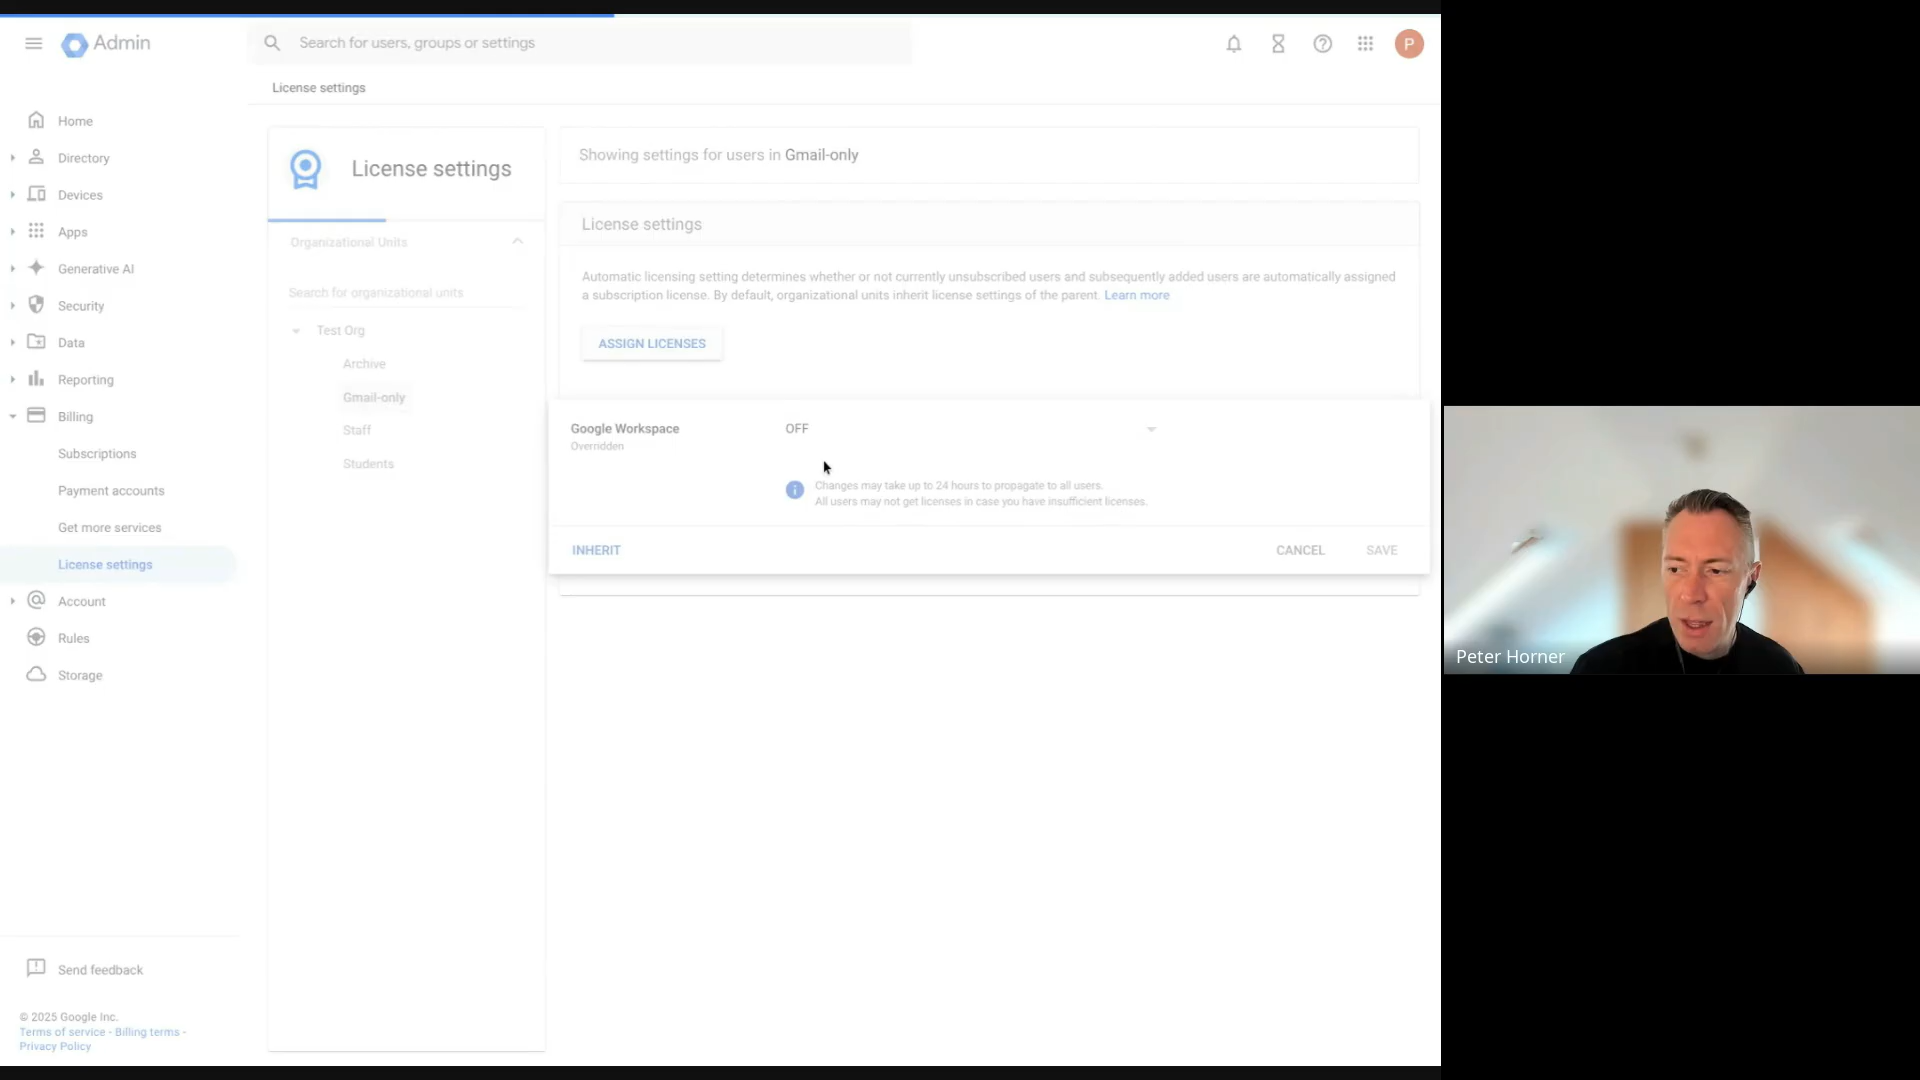 Admin
Search for users, groups or settings
P
License settings
Home
Directory
Devices
Apps
Generative AI
Security
Data
Reporting
Billing
Subscriptions
Payment accounts
Get more services
License settings
Account
Rules
Storage
Send feedback
© 2025 Google Inc.
Terms of service - Billing terms -
Privacy Policy
License settings
Organizational Units
Search for organizational units
Test Org
Archive
Gmail-only
Staff
Students
Showing settings for users in Gmail-only
License settings
Automatic licensing setting determines whether or not currently unsubscribed users and subsequently added users are automatically assigned
a subscription license. By default, organizational units inherit license settings of the parent. Learn more
ASSIGN LICENSES
Google Workspace
Overridden
OFF
Changes may take up to 24 hours to propagate to all users.
All users may not get licenses in case you have insufficient licenses.
INHERIT
CANCEL
SAVE
Peter Horner